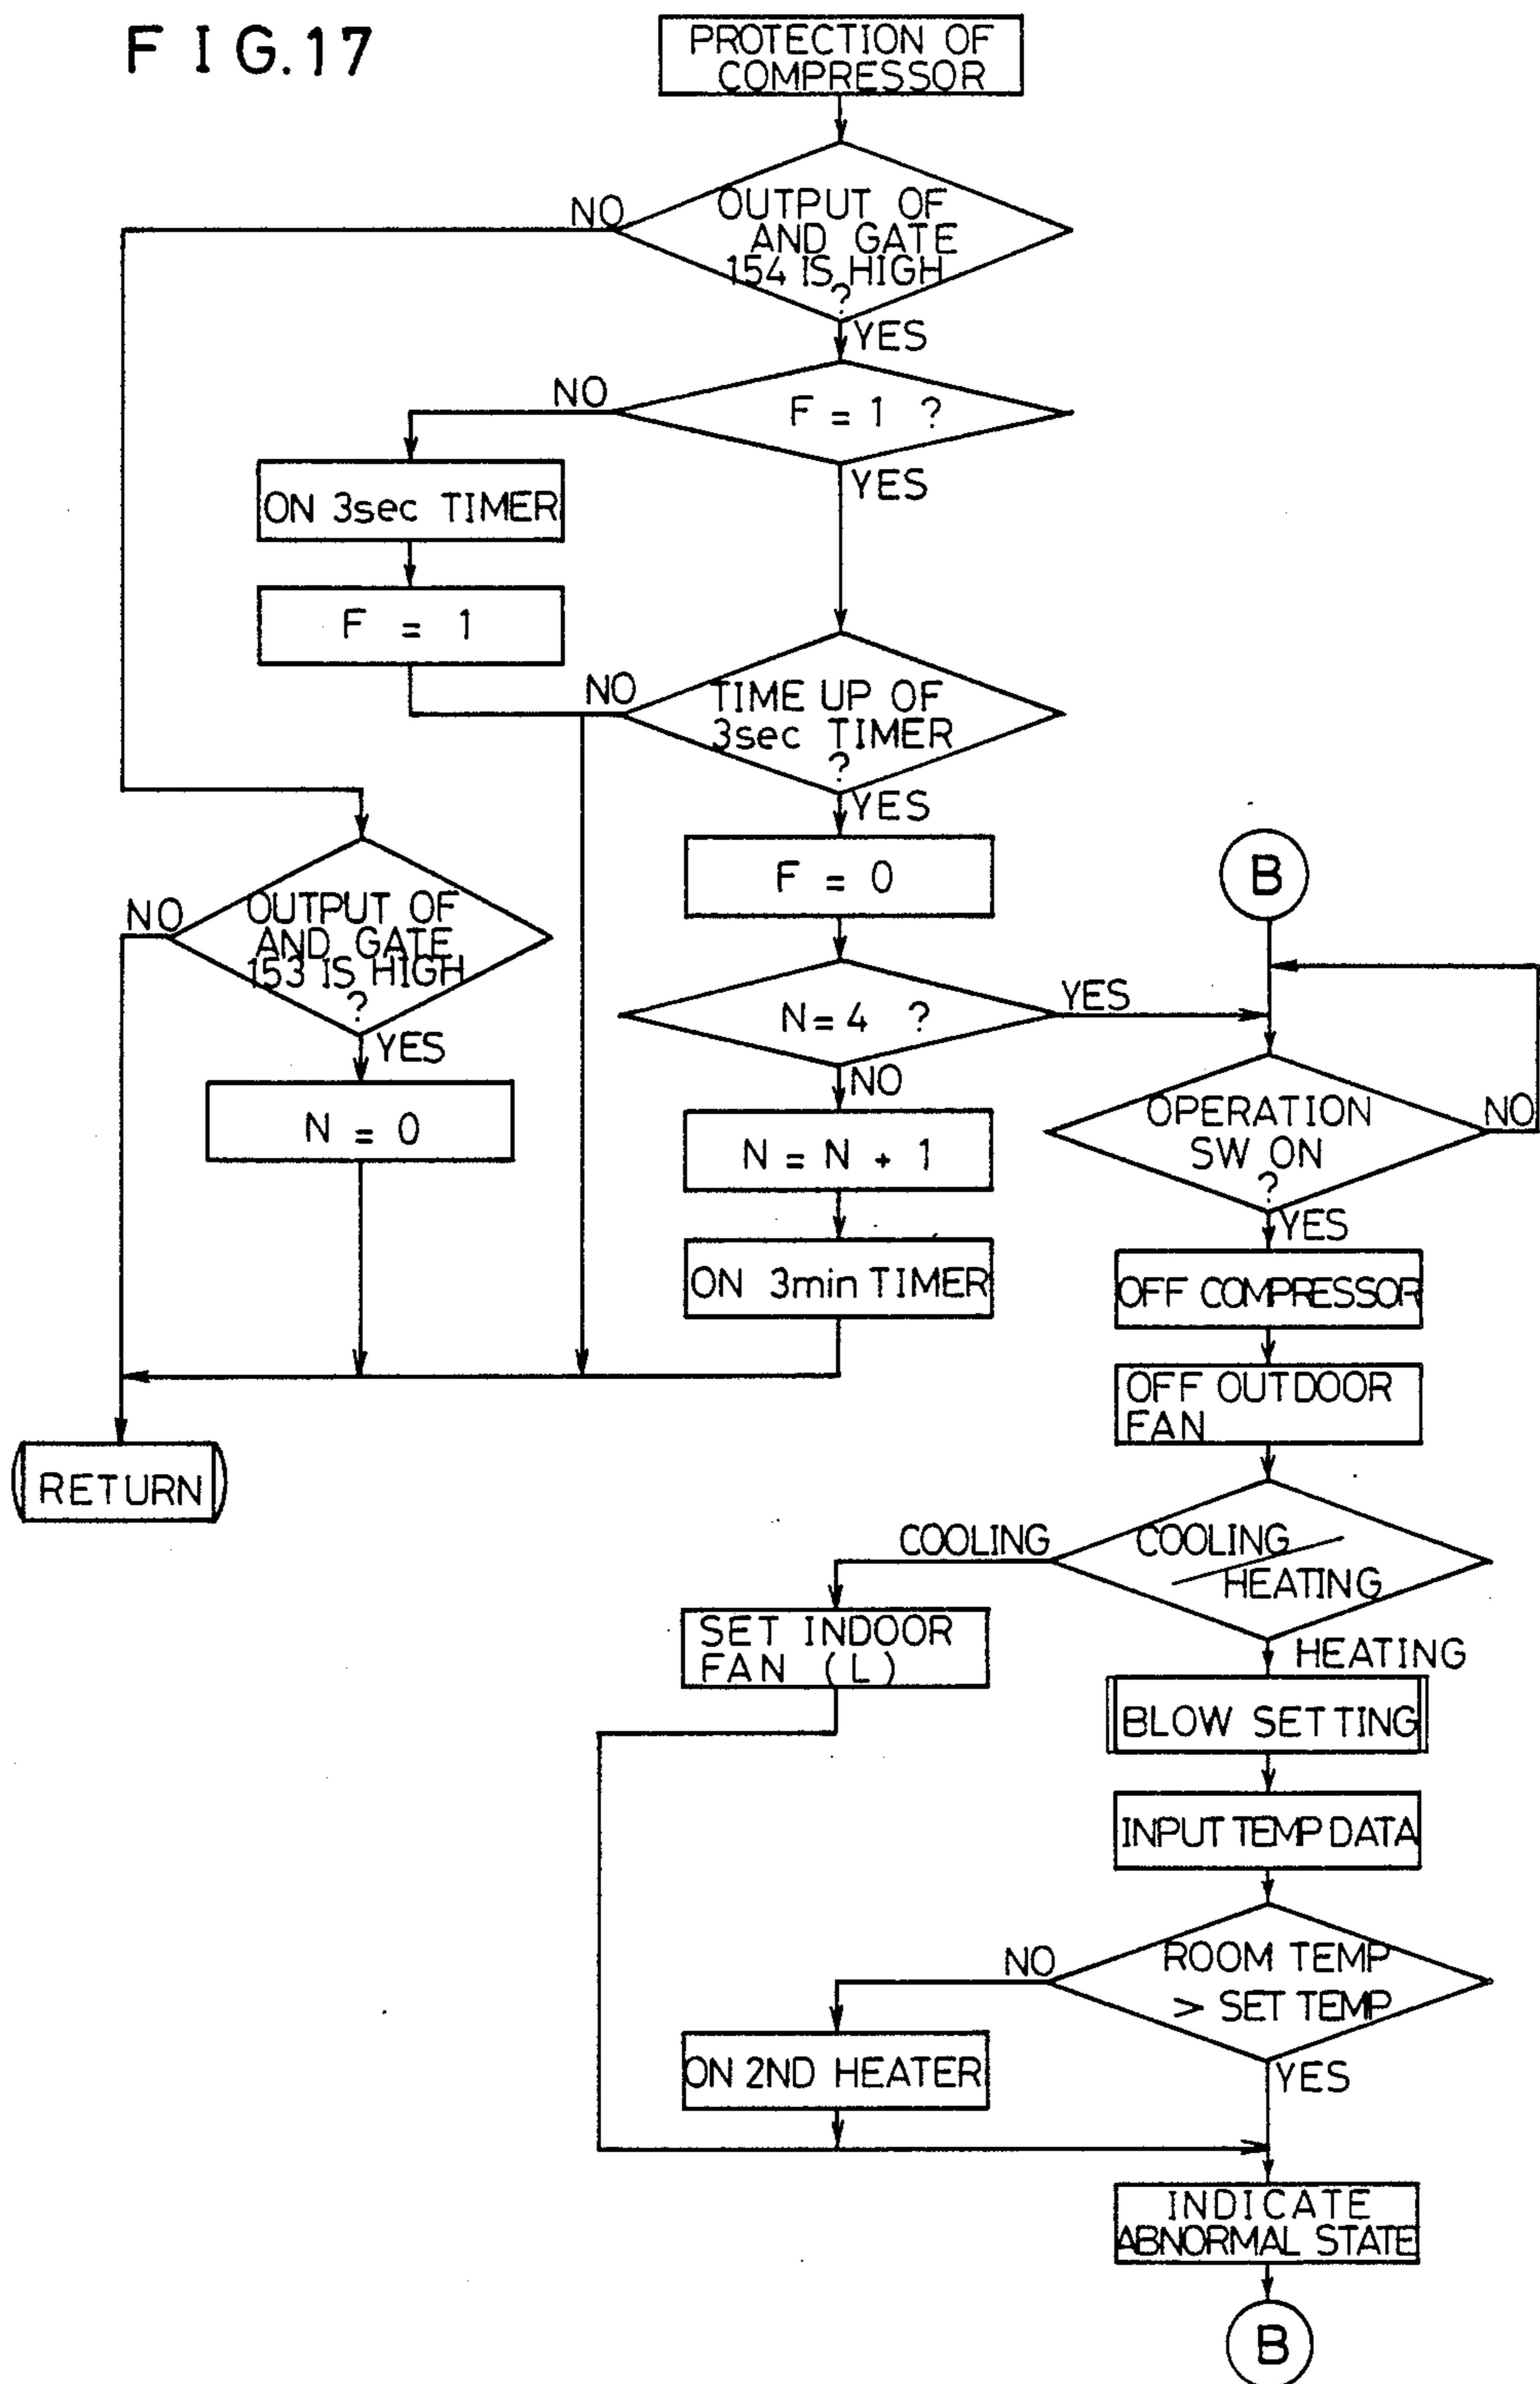 FIG.17
PROTECTION OF
COMPRESSOR
OUTPUT OF
AND GATE
154 IS HIGH
?
NO
YES
F = 1 ?
NO
YES
ON 3sec TIMER
F = 1
TIME UP OF
3sec TIMER
?
NO
YES
F = 0
OUTPUT OF
AND GATE
153 IS HIGH
?
NO
YES
N = 0
N = 4 ?
YES
NO
N = N + 1
ON 3min TIMER
RETURN
B
OPERATION
SW ON
?
NO
YES
OFF COMPRESSOR
OFF OUTDOOR
FAN
COOLING
HEATING
COOLING
HEATING
SET INDOOR
FAN (L)
BLOW SETTING
INPUT TEMP DATA
ROOM TEMP
> SET TEMP
NO
YES
ON 2ND HEATER
INDICATE
ABNORMAL STATE
B